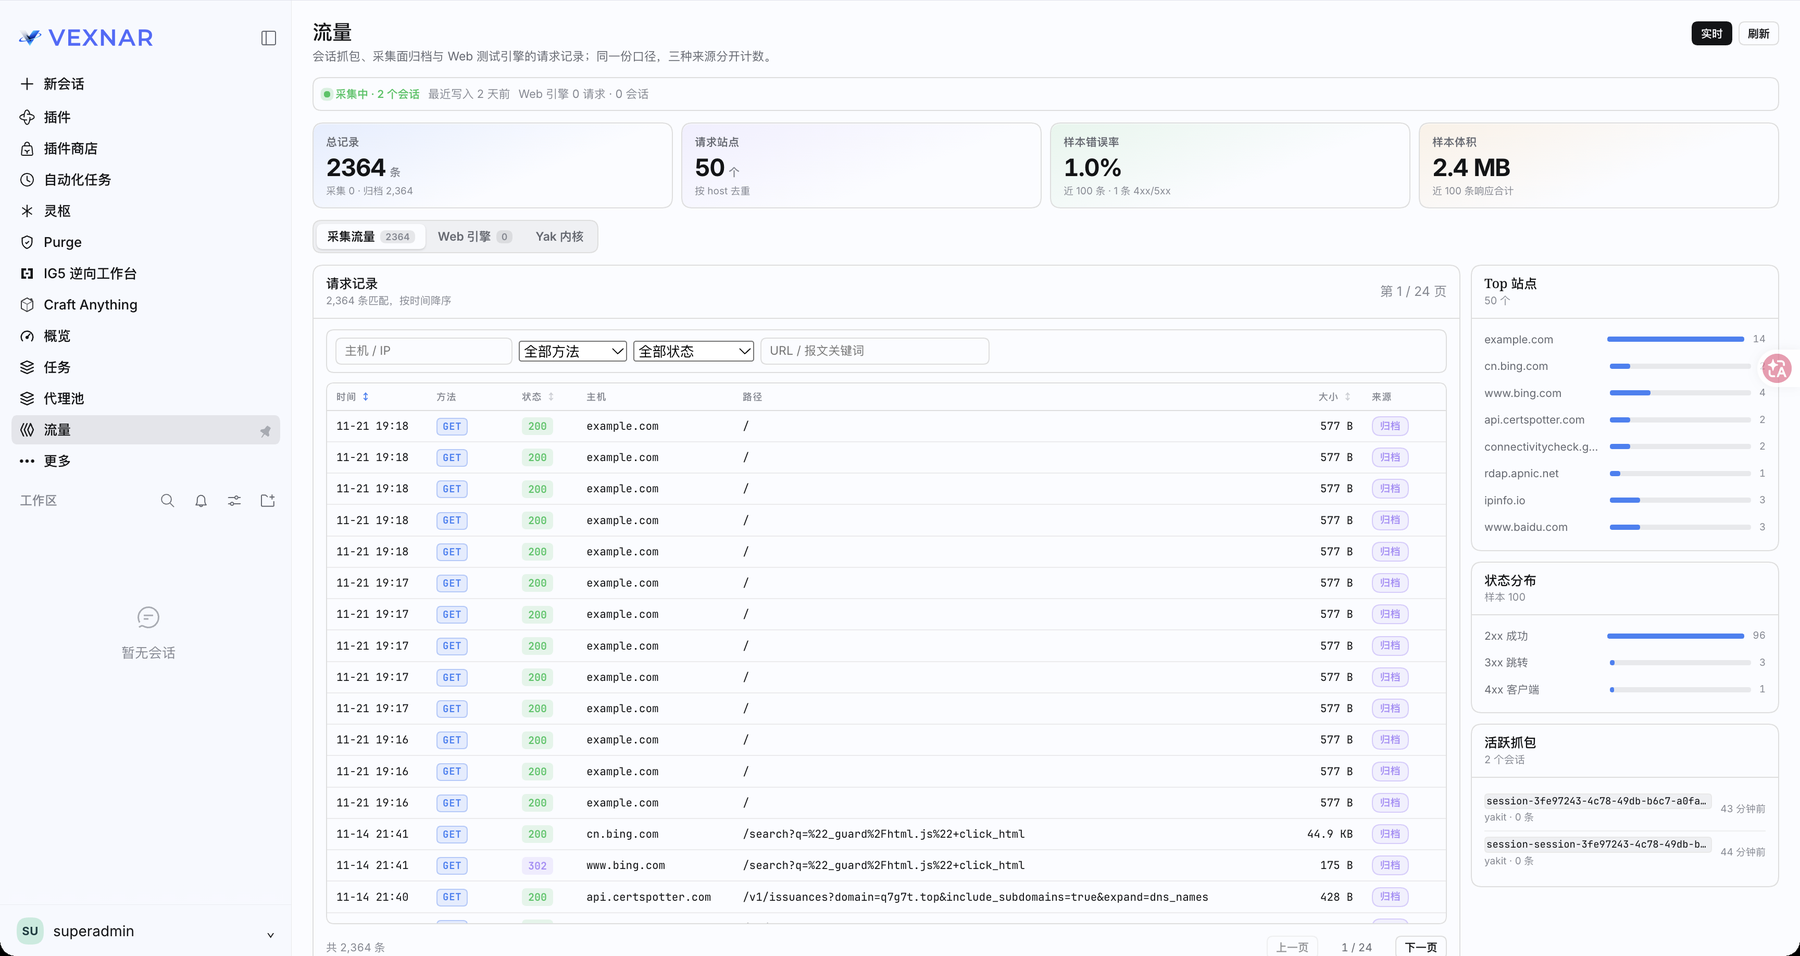 VEXNAR
新会话
插件
插件商店
自动化任务
灵枢
Purge
IG5 逆向工作台
Craft Anything
概览
任务
代理池
流量
更多
工作区
暂无会话
SU superadmin
流量
会话抓包、采集面归档与 Web 测试引擎的请求记录；同一份口径，三种来源分开计数。
实时 刷新
采集中 · 2 个会话 最近写入 2 天前 Web 引擎 0 请求 · 0 会话
总记录
2364 条
采集 0 · 归档 2,364
请求站点
50 个
按 host 去重
样本错误率
1.0%
近 100 条 · 1 条 4xx/5xx
样本体积
2.4 MB
近 100 条响应合计
采集流量 2364 Web 引擎 0 Yak 内核
请求记录
2,364 条匹配，按时间降序
第 1 / 24 页
主机 / IP 全部方法 全部状态 URL / 报文关键词
时间 方法 状态 主机 路径 大小 来源
11-21 19:18 GET 200 example.com / 577 B 归档
11-21 19:18 GET 200 example.com / 577 B 归档
11-21 19:18 GET 200 example.com / 577 B 归档
11-21 19:18 GET 200 example.com / 577 B 归档
11-21 19:18 GET 200 example.com / 577 B 归档
11-21 19:17 GET 200 example.com / 577 B 归档
11-21 19:17 GET 200 example.com / 577 B 归档
11-21 19:17 GET 200 example.com / 577 B 归档
11-21 19:17 GET 200 example.com / 577 B 归档
11-21 19:17 GET 200 example.com / 577 B 归档
11-21 19:16 GET 200 example.com / 577 B 归档
11-21 19:16 GET 200 example.com / 577 B 归档
11-21 19:16 GET 200 example.com / 577 B 归档
11-14 21:41 GET 200 cn.bing.com /search?q=%22_guard%2Fhtml.js%22+click_html 44.9 KB 归档
11-14 21:41 GET 302 www.bing.com /search?q=%22_guard%2Fhtml.js%22+click_html 175 B 归档
11-14 21:40 GET 200 api.certspotter.com /v1/issuances?domain=q7g7t.top&include_subdomains=true&expand=dns_names 428 B 归档
共 2,364 条
上一页 1 / 24 下一页
Top 站点
50 个
example.com 14
cn.bing.com
www.bing.com 4
api.certspotter.com 2
connectivitycheck.g... 2
rdap.apnic.net 1
ipinfo.io 3
www.baidu.com 3
状态分布
样本 100
2xx 成功 96
3xx 跳转 3
4xx 客户端 1
活跃抓包
2 个会话
session-3fe97243-4c78-49db-b6c7-a0fa… 43 分钟前
yakit · 0 条
session-session-3fe97243-4c78-49db-b… 44 分钟前
yakit · 0 条